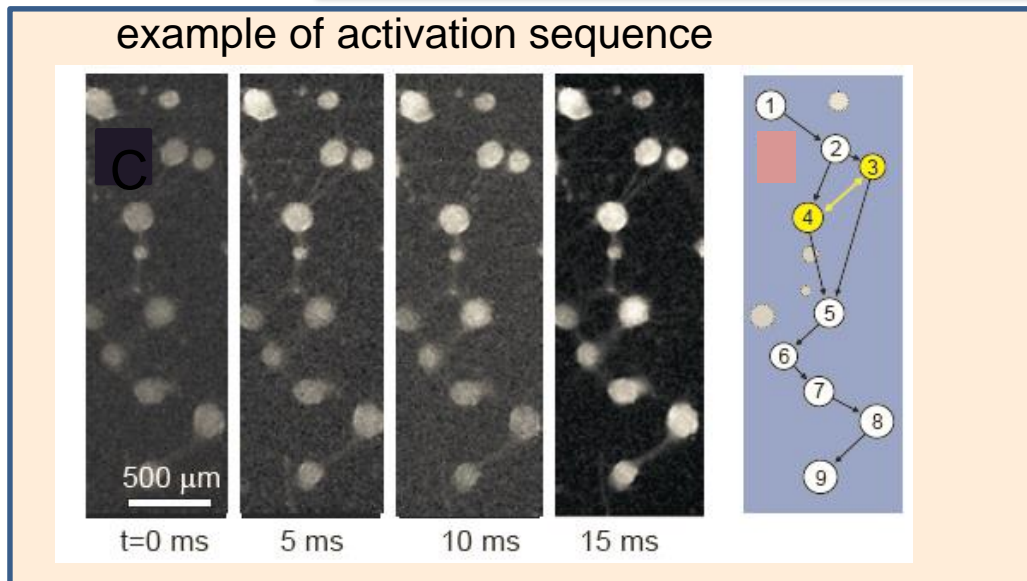 example of activation sequence
C
500 μm
t=0 ms
5 ms
10 ms
15 ms
1
2
3
4
5
6
7
8
9